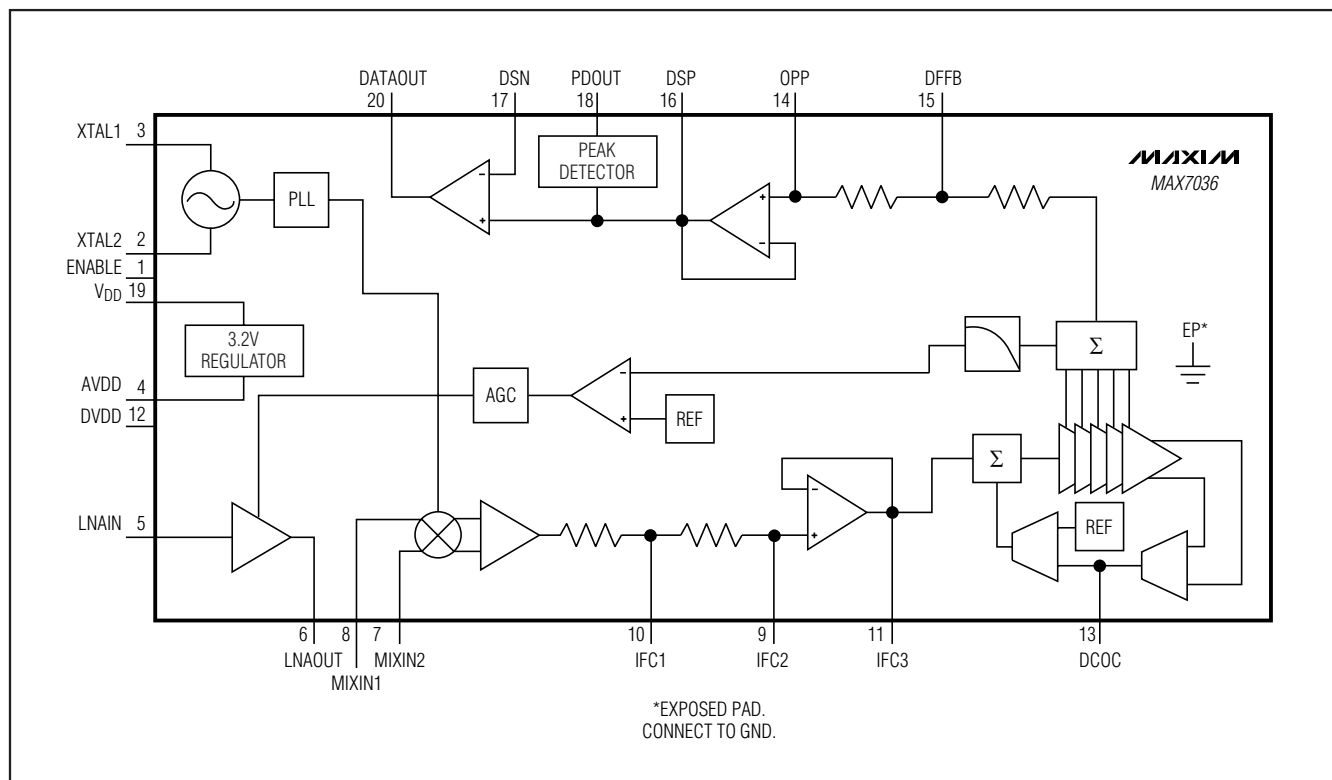 DATAOUT DSN PDOUT DSP OPP DFFB
20 17 18 16 14 15
XTAL1 3
PEAK
DETECTOR
MAXIM
MAX7036
PLL
XTAL2 2
ENABLE 1
VDD 19
3.2V
REGULATOR
Σ
EP*
AVDD 4
DVDD 12
AGC
REF
Σ
LNAIN 5
REF
- + + - - + - +
6 8 7 10 9 11 13
LNAOUT MIXIN2 IFC1 IFC2 IFC3 DCOC
MIXIN1
*EXPOSED PAD.
CONNECT TO GND.